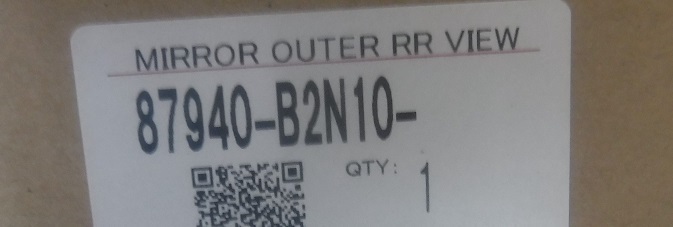 MIRROR OUTER RR VIEW
87940-B2N10-
QTY: 1